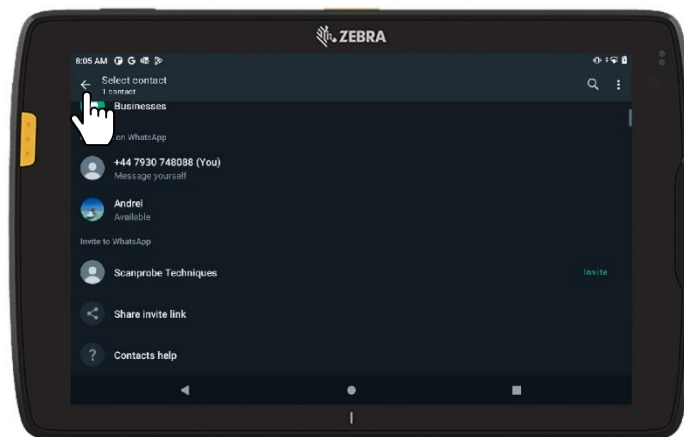 ZEBRA
8:05 AM G
Select contact
1 contact
Businesses
on WhatsApp
+44 7930 748088 (You)
Message yourself
Andrei
Available
Invite to WhatsApp
Scanprobe Techniques
Invite
Share invite link
? Contacts help